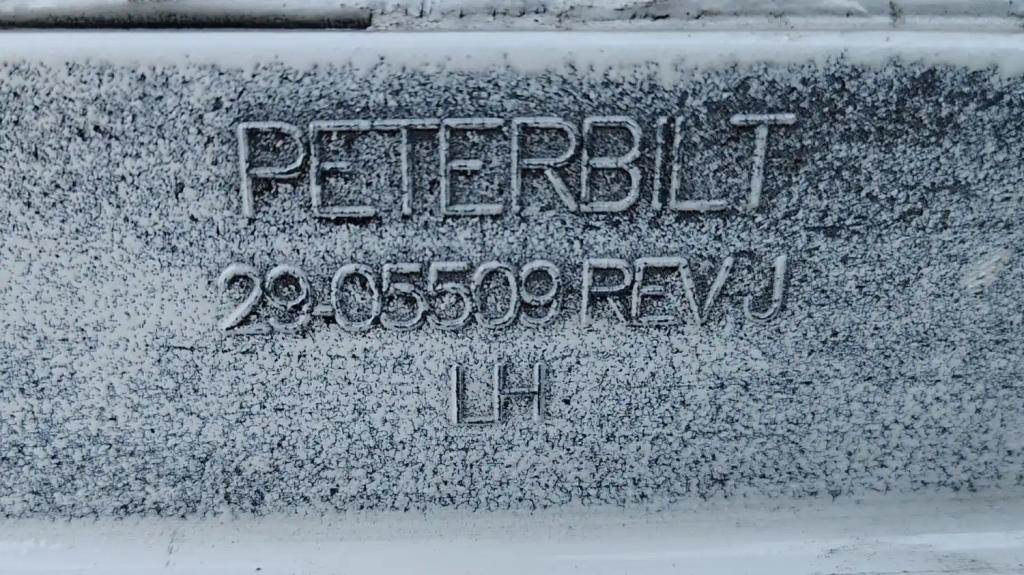 PETERBILT
29-05509 REV J
LH